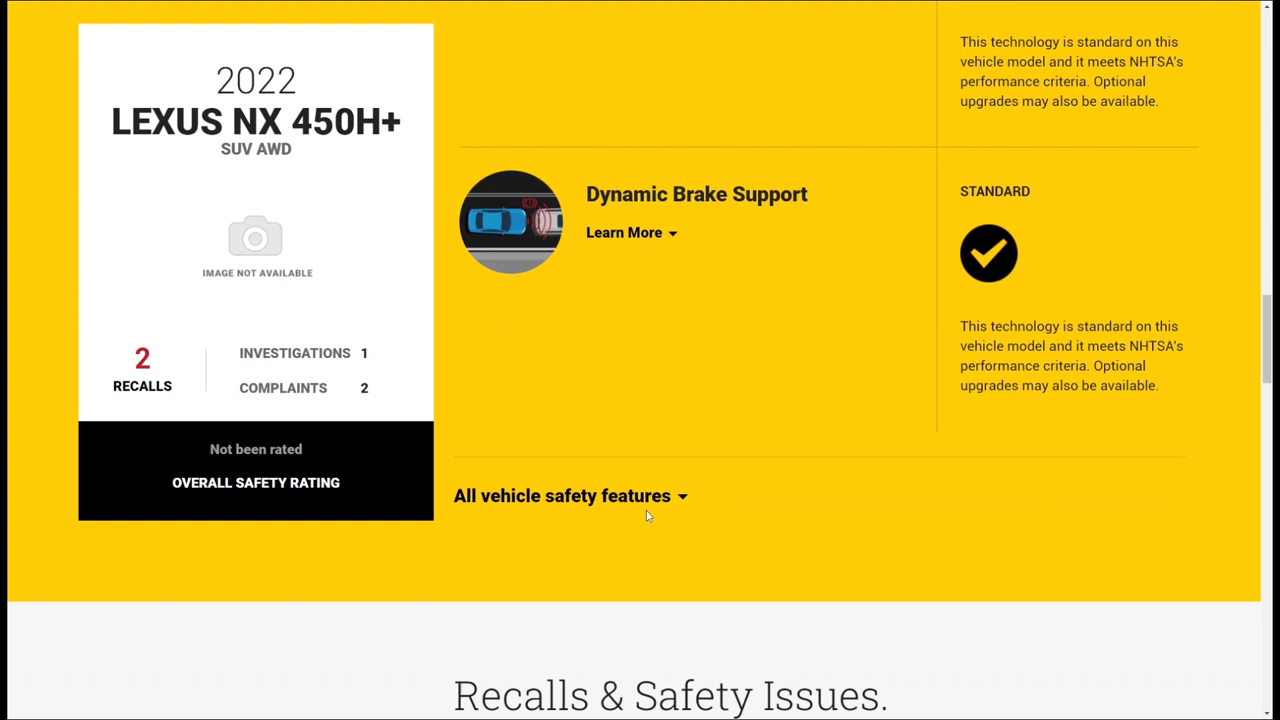 2022
LEXUS NX 450H+
SUV AWD
IMAGE NOT AVAILABLE
2
RECALLS
INVESTIGATIONS 1
COMPLAINTS 2
Not been rated
OVERALL SAFETY RATING
This technology is standard on this
vehicle model and it meets NHTSA's
performance criteria. Optional
upgrades may also be available.
Dynamic Brake Support
Learn More
STANDARD
This technology is standard on this
vehicle model and it meets NHTSA's
performance criteria. Optional
upgrades may also be available.
All vehicle safety features
Recalls & Safety Issues.